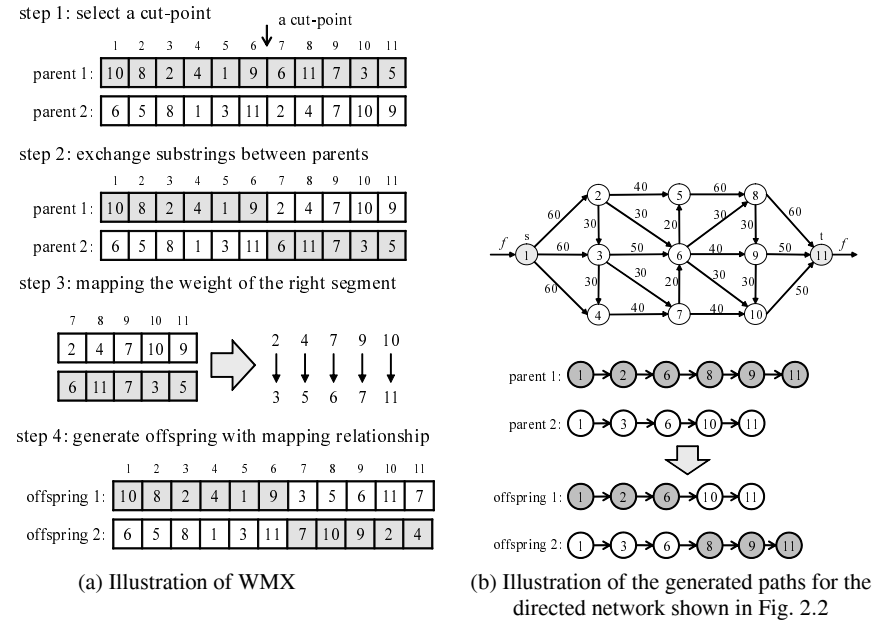 step 1: select a cut-point
a cut-point
1 2 3 4 5 6 7 8 9 10 11
parent 1: 10 8 2 4 1 9 6 11 7 3 5
parent 2: 6 5 8 1 3 11 2 4 7 10 9
step 2: exchange substrings between parents
1 2 3 4 5 6 7 8 9 10 11
parent 1: 10 8 2 4 1 9 2 4 7 10 9
parent 2: 6 5 8 1 3 11 6 11 7 3 5
step 3: mapping the weight of the right segment
7 8 9 10 11
2 4 7 10 9
6 11 7 3 5
2 4 7 9 10
3 5 6 7 11
step 4: generate offspring with mapping relationship
1 2 3 4 5 6 7 8 9 10 11
offspring 1: 10 8 2 4 1 9 3 5 6 11 7
offspring 2: 6 5 8 1 3 11 7 10 9 2 4
(a) Illustration of WMX
40 60
2 5 8
60 30 30 20 30 30 60
s t
f 1 60 3 50 6 40 9 50 11 f
60 30 30 20 30 30 50
4 40 7 40 10
parent 1: 1 2 6 8 9 11
parent 2: 1 3 6 10 11
offspring 1: 1 2 6 10 11
offspring 2: 1 3 6 8 9 11
(b) Illustration of the generated paths for the
directed network shown in Fig. 2.2